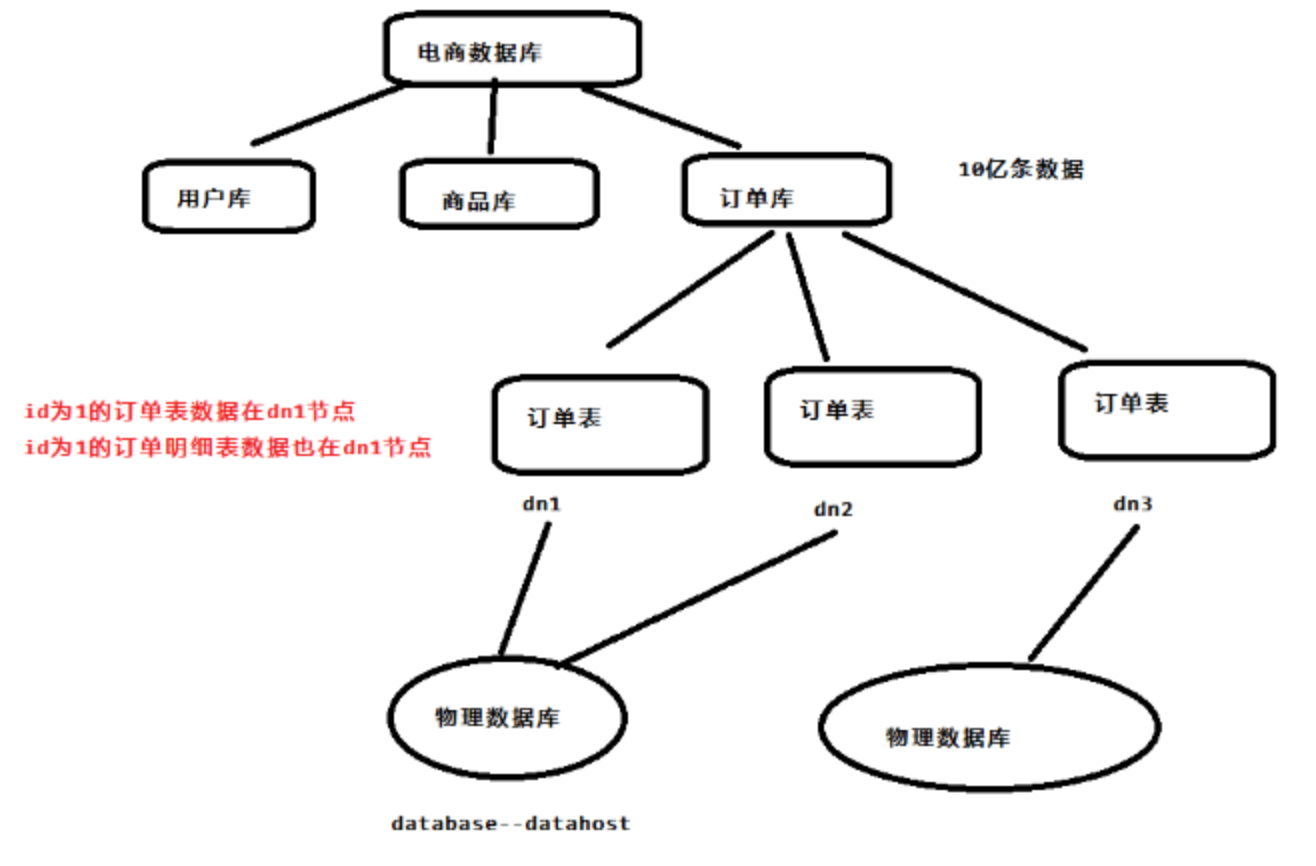 电商数据库
用户库
商品库
订单库
10亿条数据
id为1的订单表数据在dn1节点
id为1的订单明细表数据也在dn1节点
订单表
订单表
订单表
dn1
dn2
dn3
物理数据库
物理数据库
database--datahost